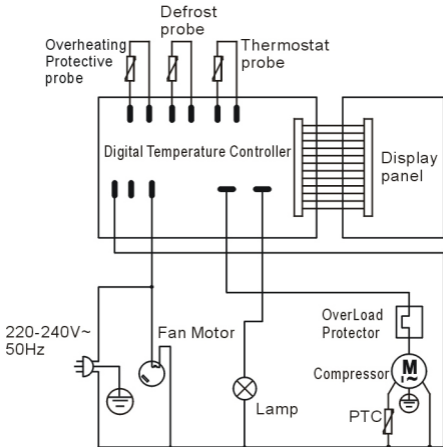 Defrost
probe
Overheating
Protective
probe
Thermostat
probe
Digital Temperature Controller
Display
panel
220-240V~
50Hz
Fan Motor
Lamp
OverLoad
Protector
Compressor
M
1~
PTC